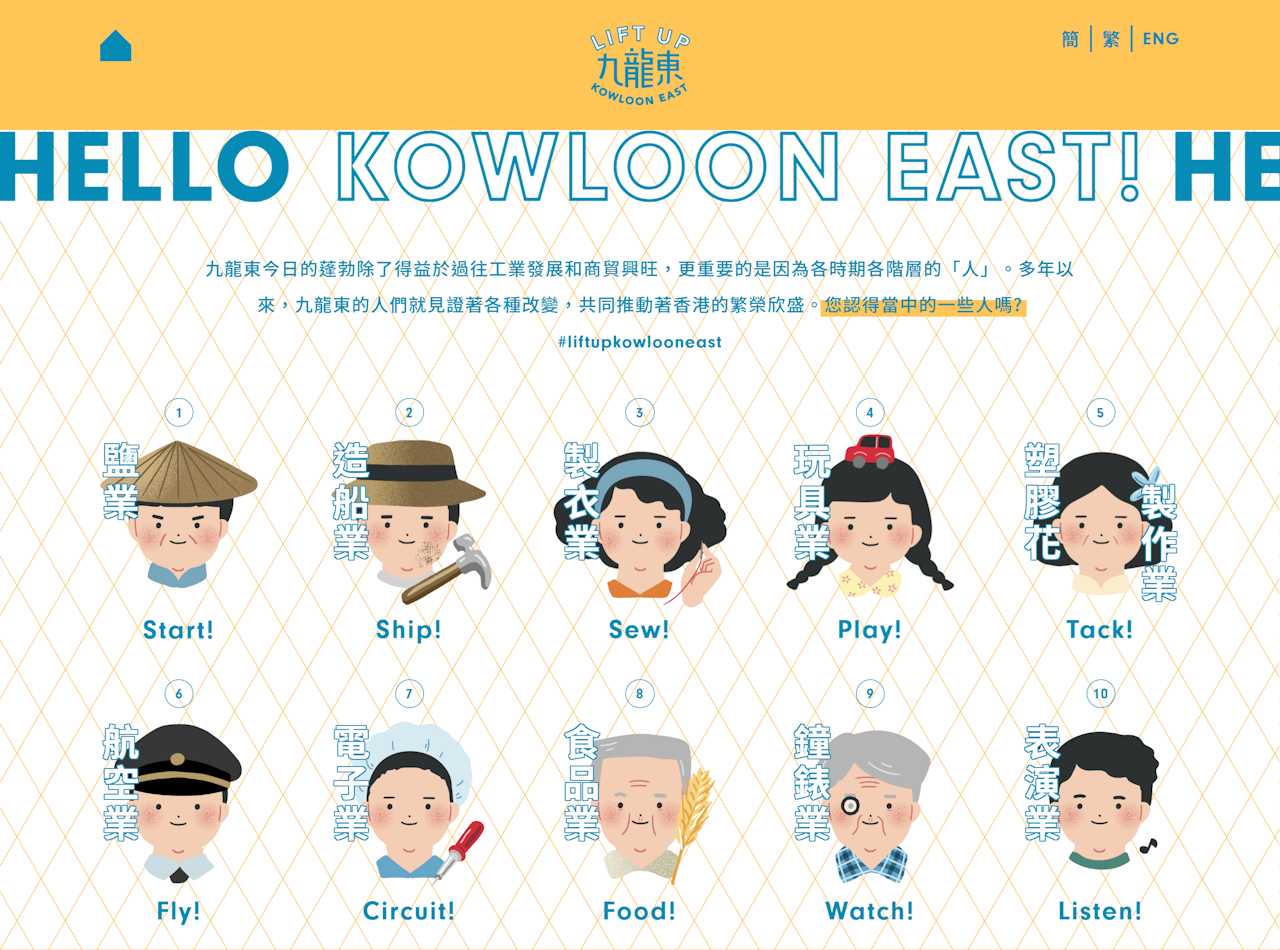 LIFT UP
九龍東
KOWLOON EAST
簡 繁 ENG
HELLO KOWLOON EAST! HE
九龍東今日的蓬勃除了得益於過往工業發展和商貿興旺，更重要的是因為各時期各階層的「人」。多年以
來，九龍東的人們就見證著各種改變，共同推動著香港的繁榮欣盛。您認得當中的一些人嗎?
#liftupkowlooneast
1
鹽業
Start!
2
造船業
Ship!
3
製衣業
Sew!
4
玩具業
Play!
5
塑膠花
製作業
Tack!
6
航空業
Fly!
7
電子業
Circuit!
8
食品業
Food!
9
鐘錶業
Watch!
10
表演業
Listen!